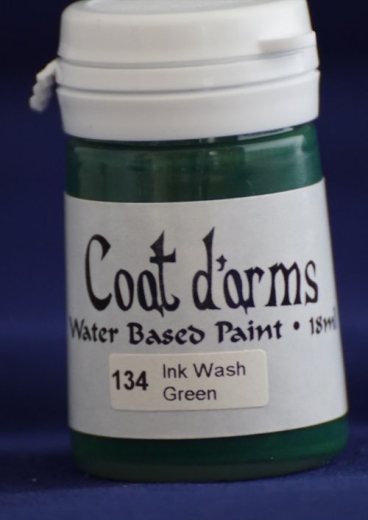 Coat d'arms
Water Based Paint • 18ml
134 Ink Wash
Green